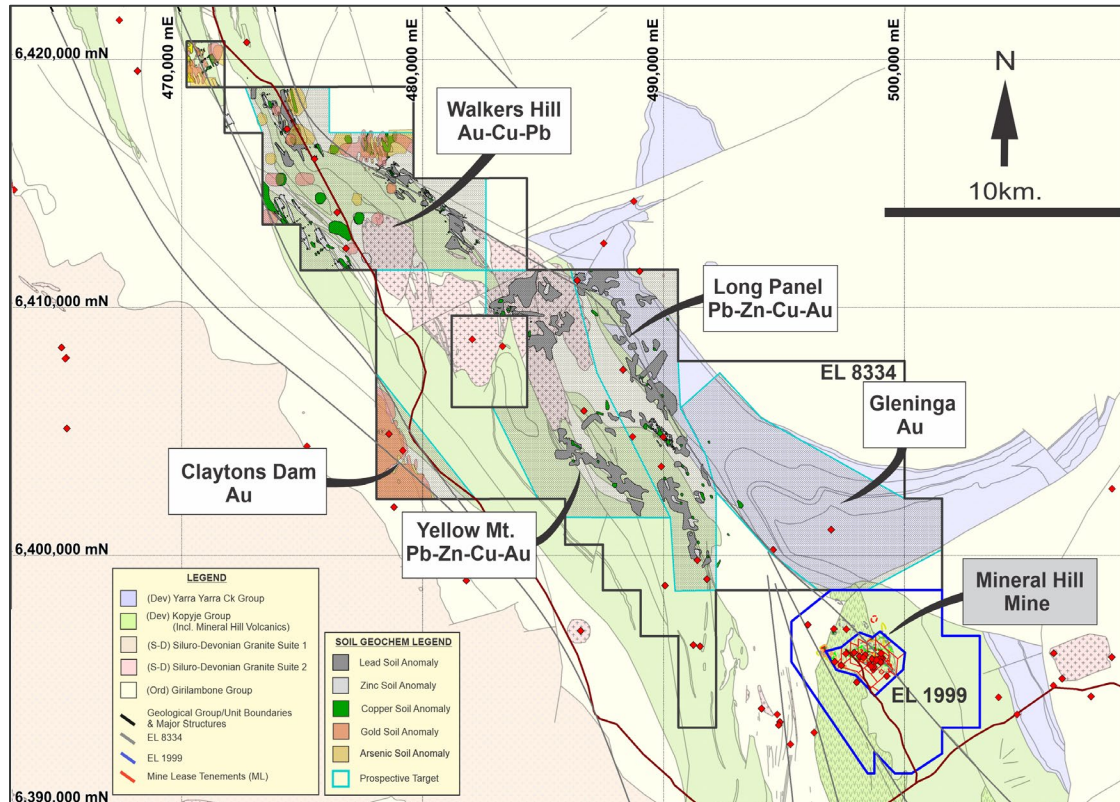 470,000 mE
480,000 mE
490,000 mE
500,000 mE
6,420,000 mN
N
10km.
Walkers Hill
Au-Cu-Pb
6,410,000 mN
Long Panel
Pb-Zn-Cu-Au
EL 8334
Gleninga
Au
Claytons Dam
Au
Yellow Mt.
Pb-Zn-Cu-Au
6,400,000 mN
Mineral Hill
Mine
EL 1999
LEGEND
(Dev) Yarra Yarra Ck Group
(Dev) Kopyje Group
(Incl. Mineral Hill Volcanics)
(S-D) Siluro-Devonian Granite Suite 1
(S-D) Siluro-Devonian Granite Suite 2
(Ord) Girilambone Group
Geological Group/Unit Boundaries
& Major Structures
EL 8334
EL 1999
Mine Lease Tenements (ML)
SOIL GEOCHEM LEGEND
Lead Soil Anomaly
Zinc Soil Anomaly
Copper Soil Anomaly
Gold Soil Anomaly
Arsenic Soil Anomaly
Prospective Target
6,390,000 mN